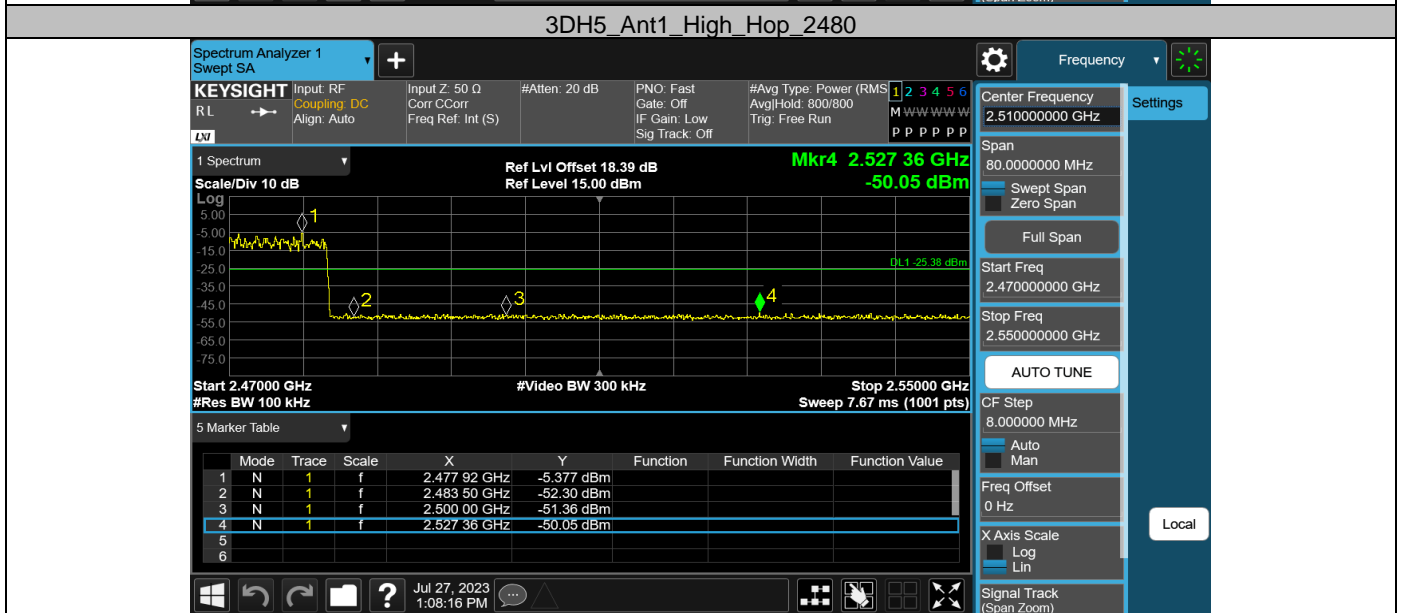 (Span Zoom)
3DH5_Ant1_High_Hop_2480
Spectrum Analyzer 1
Swept SA
+
Frequency
KEYSIGHT
RL
LXI
Input: RF
Coupling: DC
Align: Auto
Input Z: 50 Ω
Corr CCorr
Freq Ref: Int (S)
#Atten: 20 dB
PNO: Fast
Gate: Off
IF Gain: Low
Sig Track: Off
#Avg Type: Power (RMS
Avg|Hold: 800/800
Trig: Free Run
1 2 3 4 5 6
M W W W W W
P P P P P P
1 Spectrum
Scale/Div 10 dB
Ref Lvl Offset 18.39 dB
Ref Level 15.00 dBm
Mkr4 2.527 36 GHz
-50.05 dBm
Log
5.00
-5.00
-15.0
-25.0
-35.0
-45.0
-55.0
-65.0
-75.0
1
2
3
4
DL1 -25.38 dBm
Start 2.47000 GHz
#Video BW 300 kHz
Stop 2.55000 GHz
#Res BW 100 kHz
Sweep 7.67 ms (1001 pts)
5 Marker Table
Mode Trace Scale X Y Function Function Width Function Value
1 N 1 f 2.477 92 GHz -5.377 dBm
2 N 1 f 2.483 50 GHz -52.30 dBm
3 N 1 f 2.500 00 GHz -51.36 dBm
4 N 1 f 2.527 36 GHz -50.05 dBm
5
6
?
Jul 27, 2023
1:08:16 PM
Center Frequency
2.510000000 GHz
Settings
Span
80.0000000 MHz
Swept Span
Zero Span
Full Span
Start Freq
2.470000000 GHz
Stop Freq
2.550000000 GHz
AUTO TUNE
CF Step
8.000000 MHz
Auto
Man
Freq Offset
0 Hz
Local
X Axis Scale
Log
Lin
Signal Track
(Span Zoom)